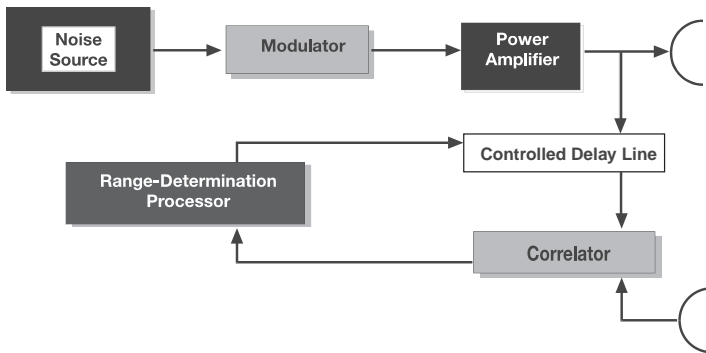 Noise
Source
Modulator
Power
Amplifier
Controlled Delay Line
Range-Determination
Processor
Correlator